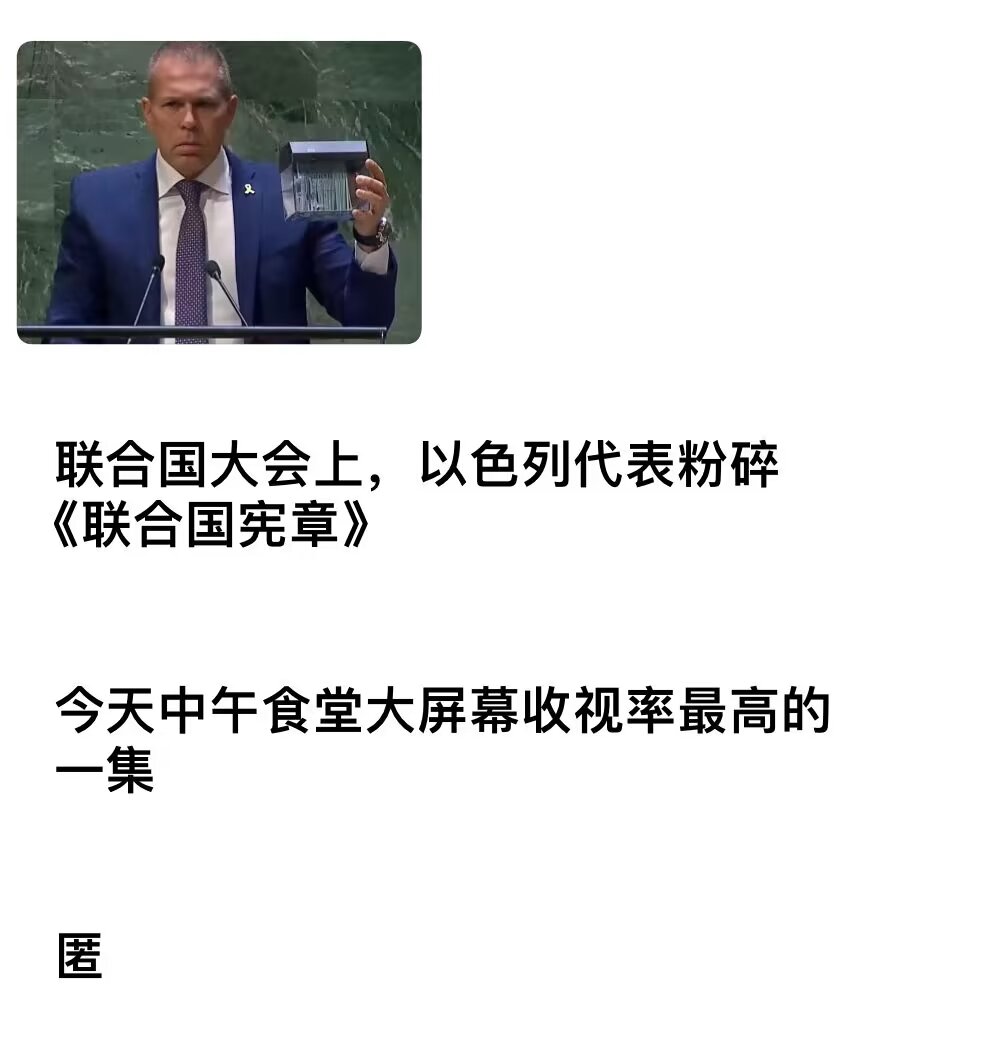 联合国大会上，以色列代表粉碎
《联合国宪章》
今天中午食堂大屏幕收视率最高的
一集
匿